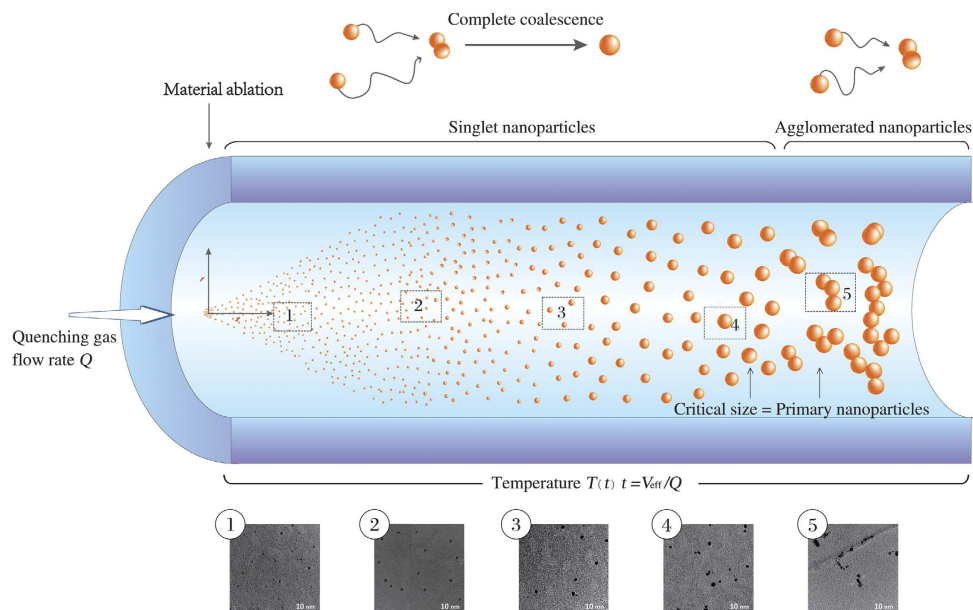 Complete coalescence
Material ablation
Singlet nanoparticles
Agglomerated nanoparticles
1
2
3
4
5
Quenching gas
flow rate Q
Critical size = Primary nanoparticles
Temperature T(t) t=Veff/Q
1
2
3
4
5
10 nm
10 nm
10 nm
10 nm
10 nm